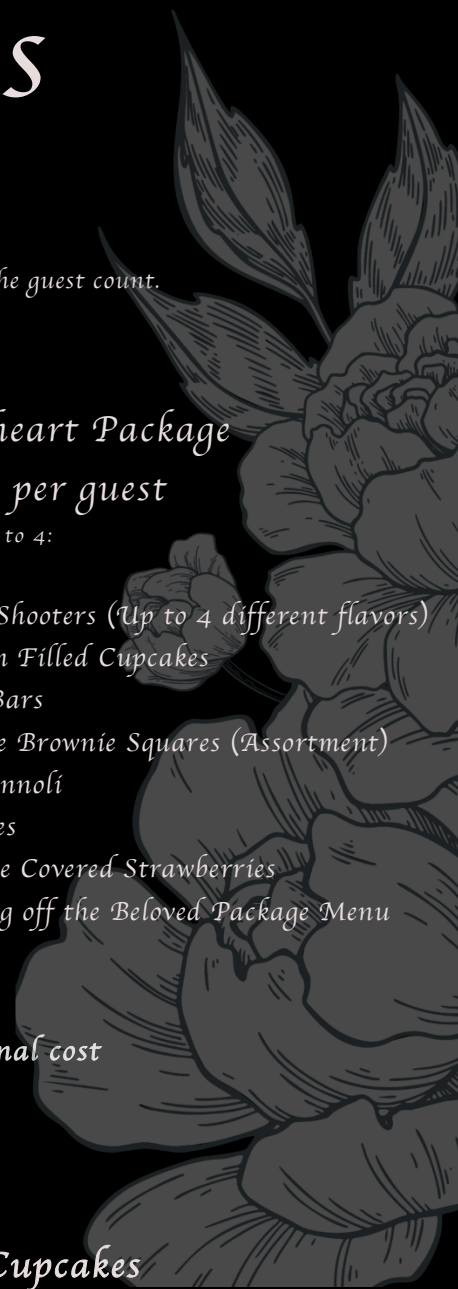 s
he guest count.
heart Package
per guest
to 4:
Shooters (Up to 4 different flavors)
n Filled Cupcakes
Bars
e Brownie Squares (Assortment)
nnoli
es
e Covered Strawberries
g off the Beloved Package Menu
nal cost
Cupcakes